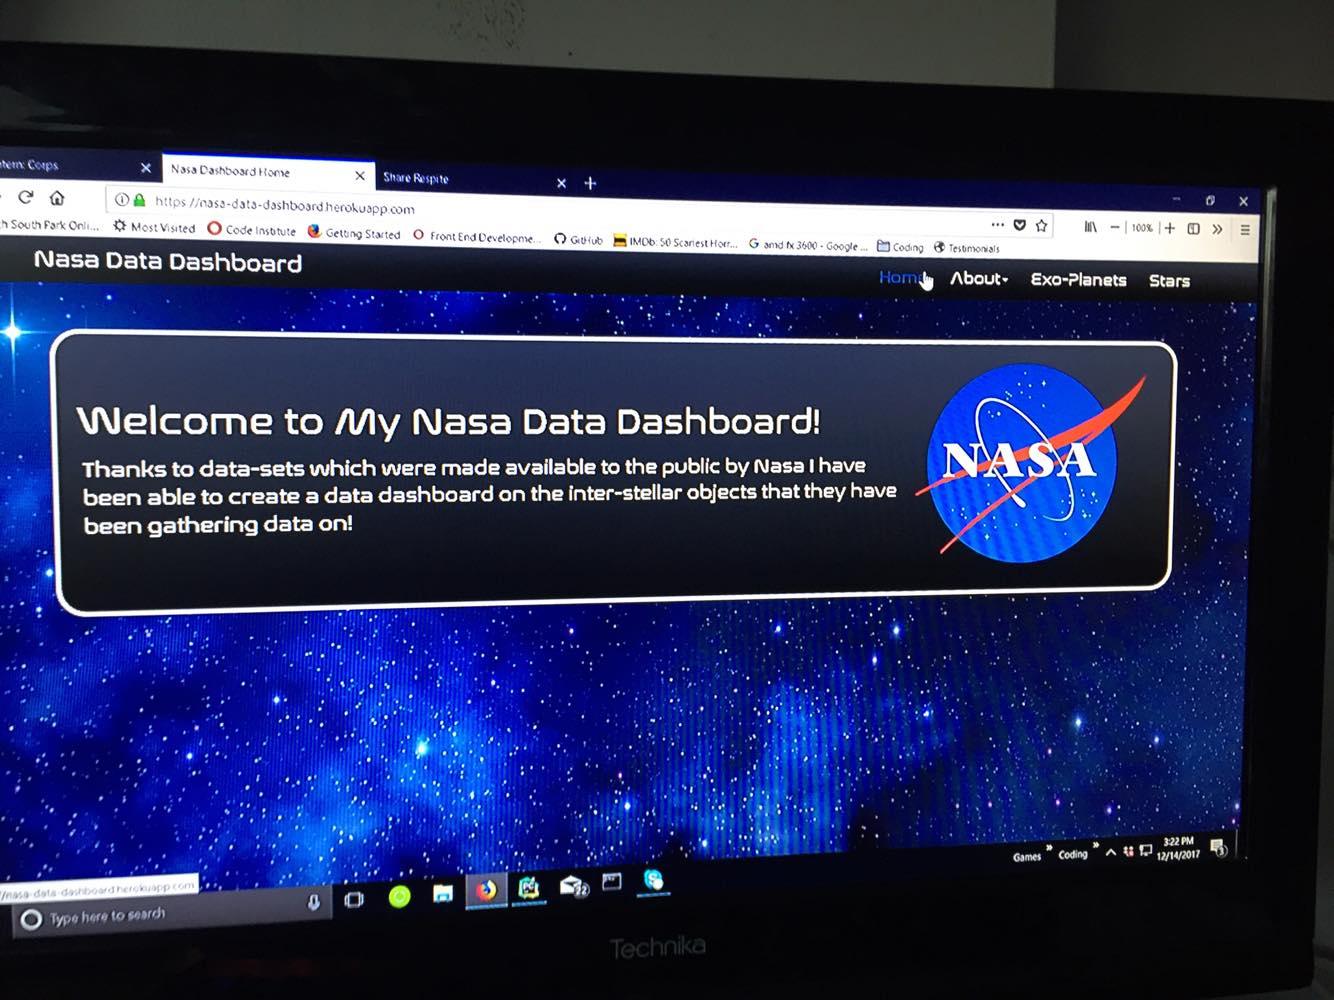 Corps
Nasa Dashboard Home
Share Respite
https://nasa-data-dashboard.herokuapp.com
100%
South Park Onli...
Most Visited
Code Institute
Getting Started
Front End Developme...
GitHub
IMDb: 50 Scariest Horr...
G amd fx 3600 - Google ...
Coding
Testimonials
Nasa Data Dashboard
Home
About
Exo-Planets
Stars
Welcome to My Nasa Data Dashboard!
Thanks to data-sets which were made available to the public by Nasa I have
been able to create a data dashboard on the inter-stellar objects that they have
been gathering data on!
NASA
/nasa-data-dashboard.herokuapp.com
Type here to search
PC
22
Games
Coding
3:22 PM
12/14/2017
3
Technika